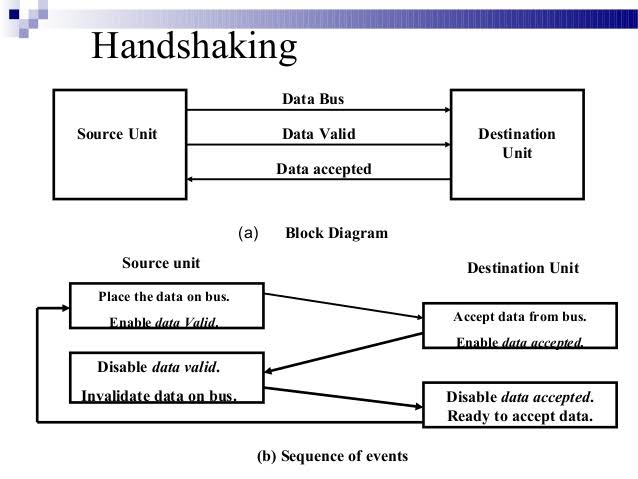 Handshaking
Data Bus
Source Unit
Data Valid
Destination
Unit
Data accepted
(a) Block Diagram
Source unit
Destination Unit
Place the data on bus.
Enable data Valid.
Accept data from bus.
Enable data accepted.
Disable data valid.
Invalidate data on bus.
Disable data accepted.
Ready to accept data.
(b) Sequence of events